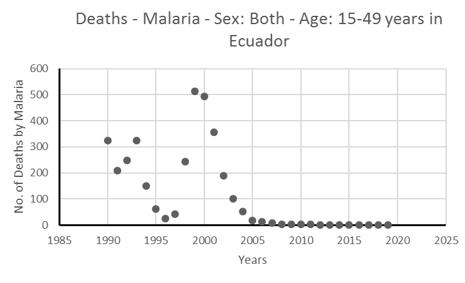 Deaths - Malaria - Sex: Both - Age: 15-49 years in
Ecuador
No. of Deaths by Malaria
600
500
400
300
200
100
0
1985 1990 1995 2000 2005 2010 2015 2020 2025
Years